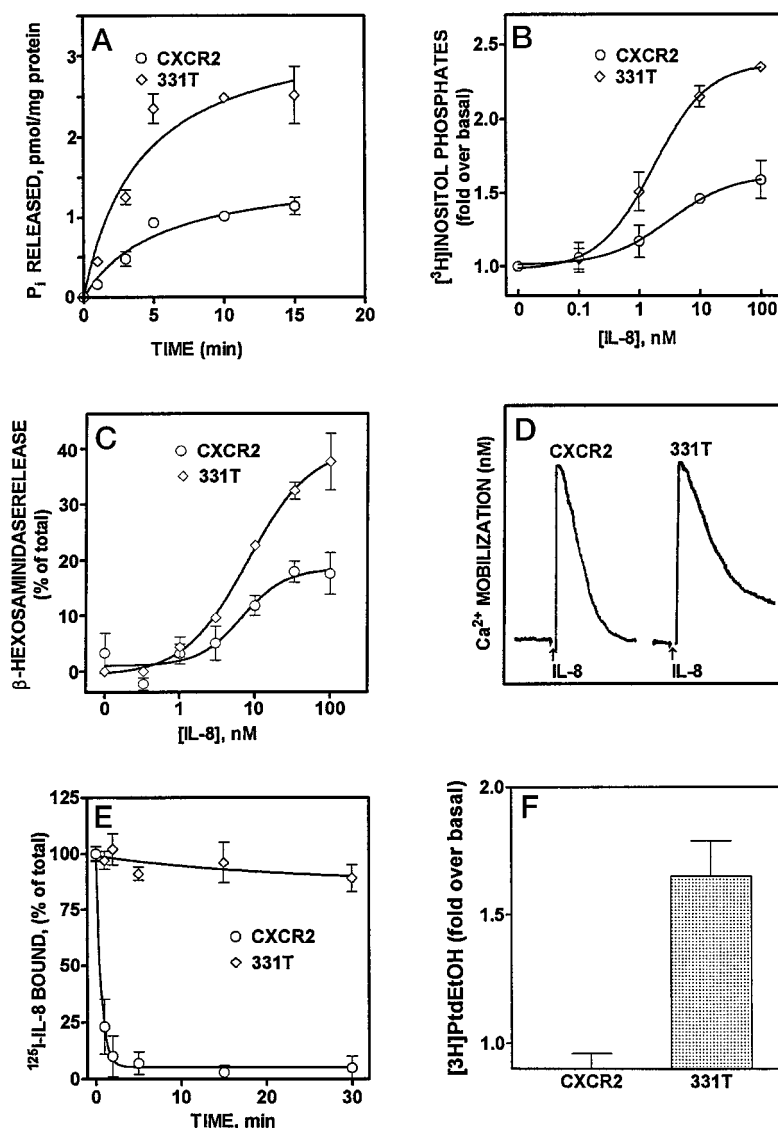 A
CXCR2
331T
Pi RELEASED, pmol/mg protein
3
2
1
0
0 5 10 15 20
TIME (min)
B
CXCR2
331T
[3H]INOSITOL PHOSPHATES
(fold over basal)
2.5
2.0
1.5
1.0
0 0.1 1 10 100
[IL-8], nM
C
CXCR2
331T
β-HEXOSAMINIDASERELEASE
(% of total)
40
20
0
0 1 10 100
[IL-8], nM
D
CXCR2 331T
Ca2+ MOBILIZATION (nM)
IL-8 IL-8
E
CXCR2
331T
125I-IL-8 BOUND, (% of total)
125
100
75
50
25
0
0 10 20 30
TIME, min
F
[3H]PtdEtOH (fold over basal)
2.0
1.5
1.0
CXCR2 331T